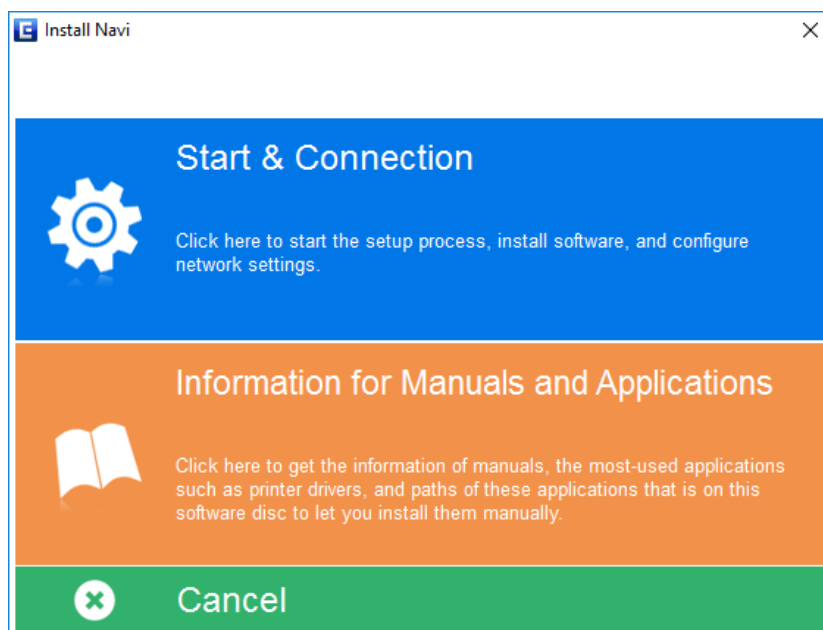 Install Navi
Start & Connection
Click here to start the setup process, install software, and configure
network settings.
Information for Manuals and Applications
Click here to get the information of manuals, the most-used applications
such as printer drivers, and paths of these applications that is on this
software disc to let you install them manually.
Cancel